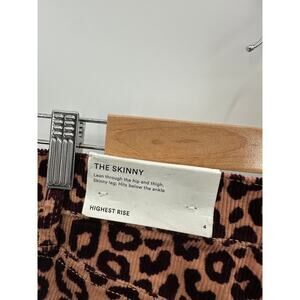 THE SKINNY
Lean through the hip and thigh,
Skinny leg; Hits below the ankle
HIGHEST RISE
4